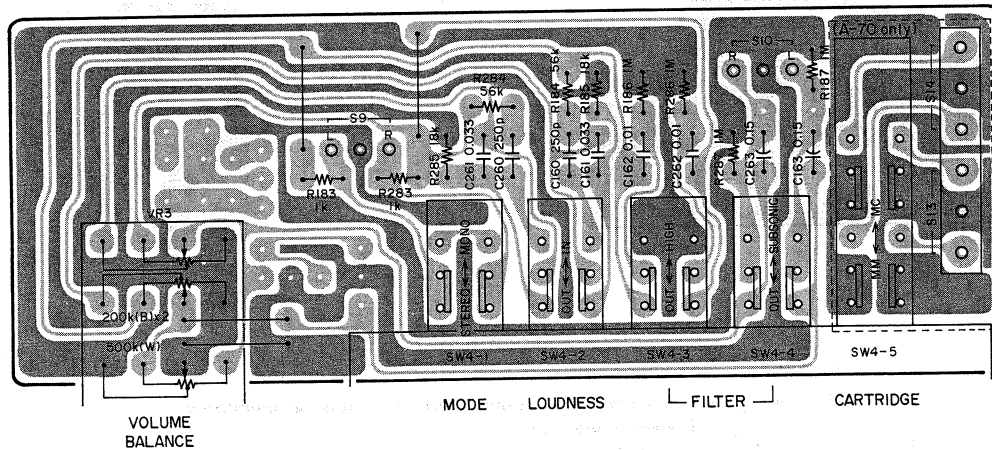 (A-70 only)
S10
R L
R184 56k
R185 18k
R186 1M
R286 1M
R187 1M
R284
56k
S9
L R
R285 18k
C261 0.033
C260 250p
C160 250p
C161 0.033
C162 0.01
C262 0.01
R287 1M
C263 0.15
C163 0.15
S14
S13
R183
1k
R283
1k
VR3
200k(B)x2
500k(W)
STEREO MONO
OUT IN
OUT HIGH
OUT SUBSONIC
MM MC
SW4-1
SW4-2
SW4-3
SW4-4
SW4-5
MODE
LOUDNESS
FILTER
CARTRIDGE
VOLUME
BALANCE